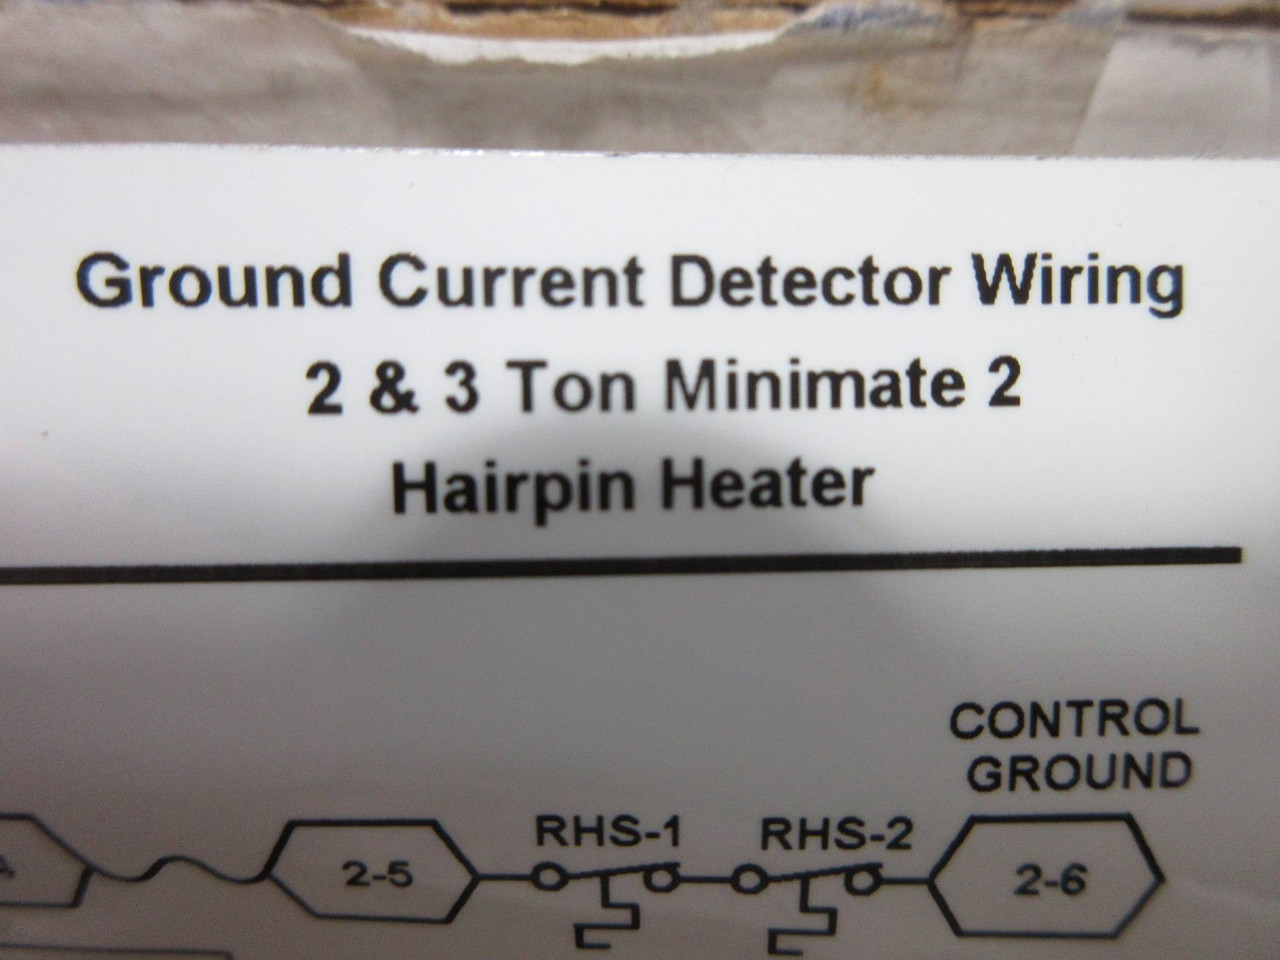 Ground Current Detector Wiring
2 & 3 Ton Minimate 2
Hairpin Heater
CONTROL
GROUND
RHS-1 RHS-2
2-5 2-6